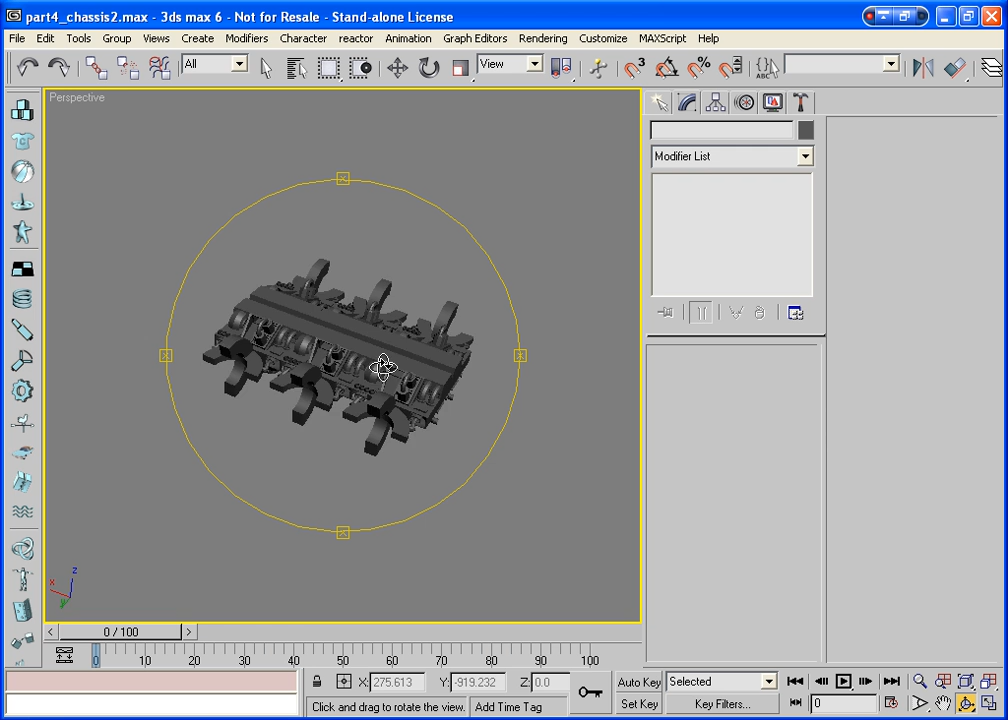 part4_chassis2.max - 3ds max 6 - Not for Resale - Stand-alone License
File Edit Tools Group Views Create Modifiers Character reactor Animation Graph Editors Rendering Customize MAXScript Help
All View 3 % ABC
Perspective
Modifier List
z
x
y
0 / 100
0 10 20 30 40 50 60 70 80 90 100
X: 275.613 Y: -919.232 Z: 0.0 Auto Key Selected
Click and drag to rotate the view. Add Time Tag Set Key Key Filters... 0